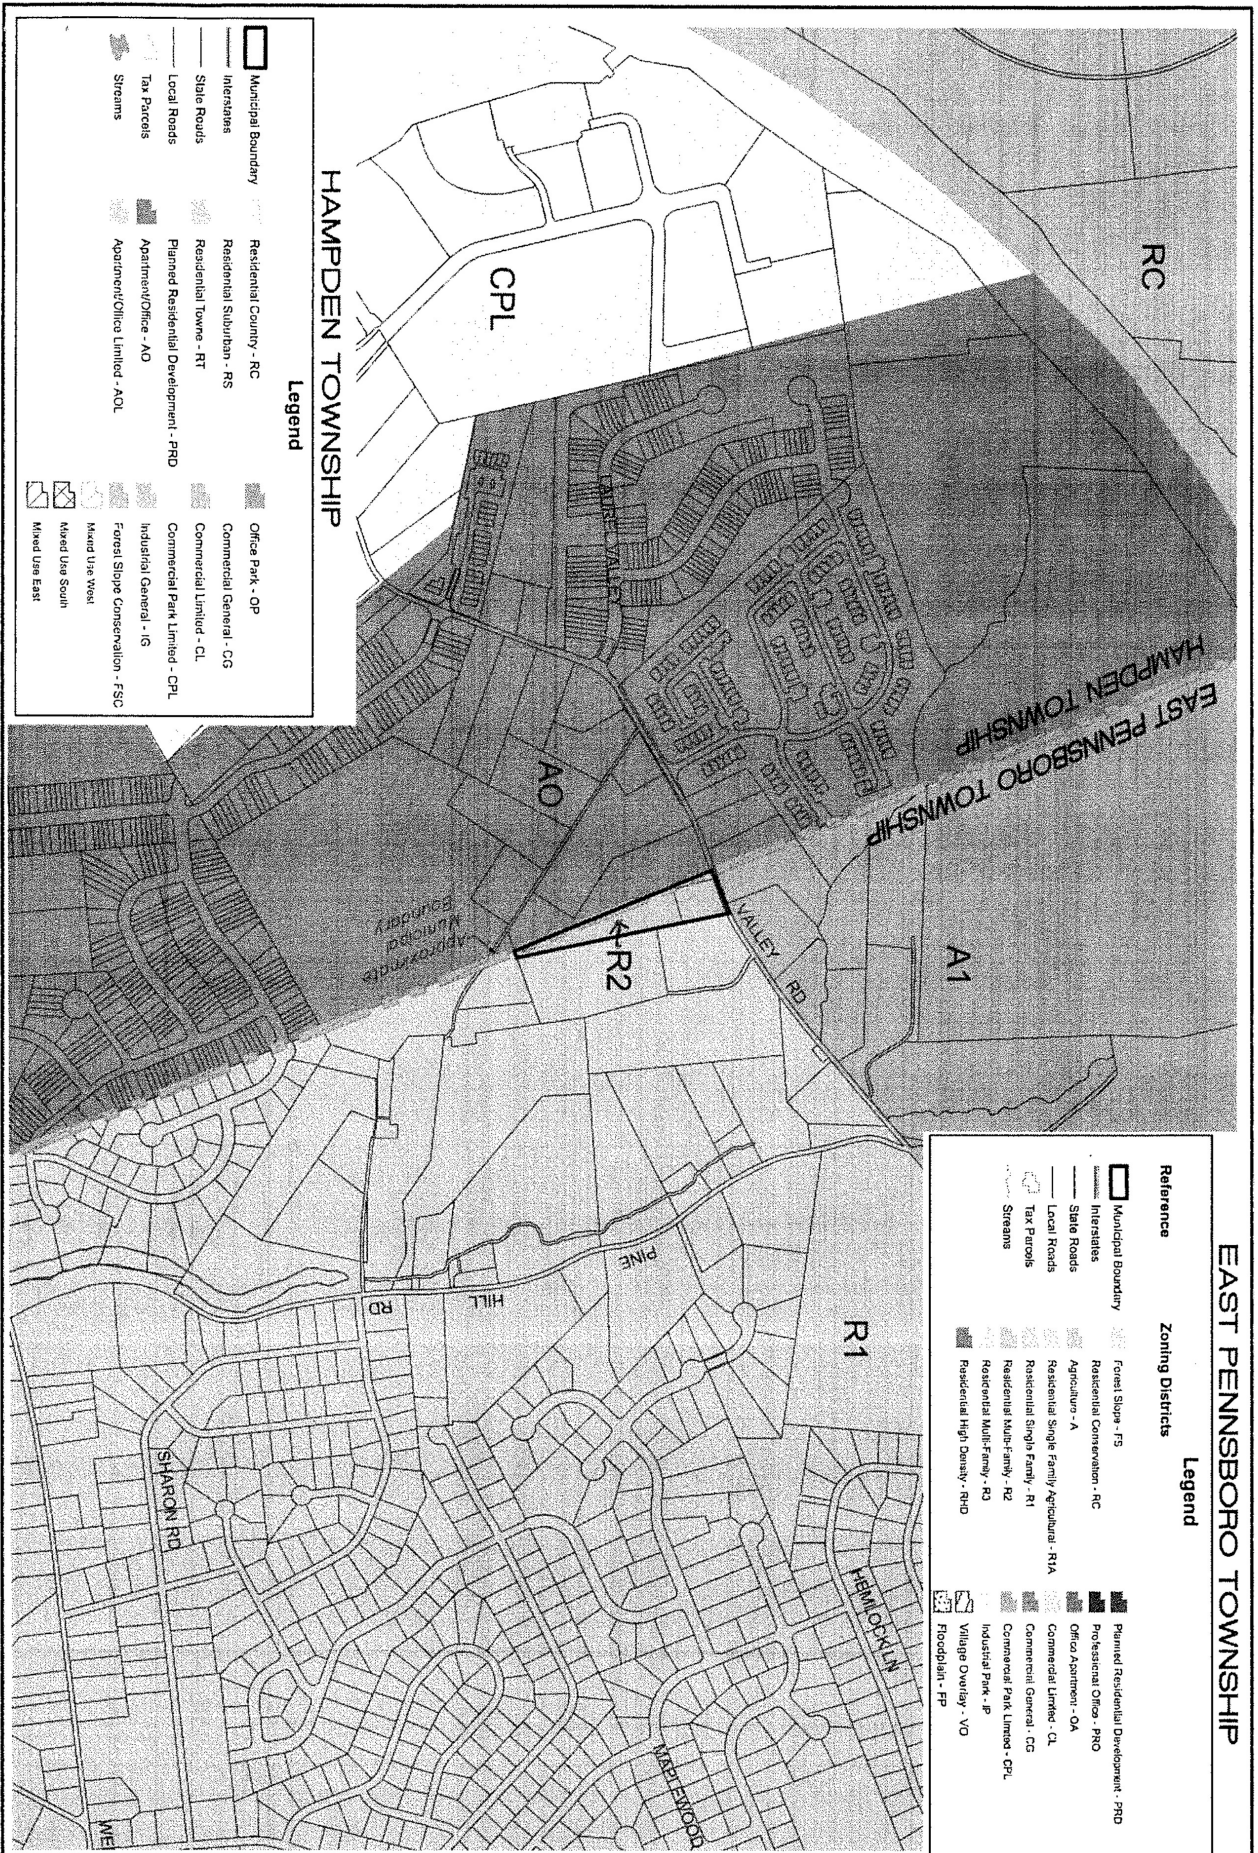 EAST PENNSBORO TOWNSHIP
Legend
Reference
Municipal Boundary
Interstates
State Roads
Local Roads
Tax Parcels
Streams
Zoning Districts
Forest Slope - FS
Residential Conservation - RC
Agriculture - A
Residential Single Family Agricultural - R1A
Residential Single Family - R1
Residential Multi-Family - R2
Residential Multi-Family - R3
Residential High Density - RHD
Planned Residential Development - PRD
Professional Office - PRO
Office Apartment - OA
Commercial Limited - CL
Commercial General - CG
Commercial Park Limited - CPL
Industrial Park - IP
Village Overlay - VO
Floodplain - FP
RC
A1
HAMPDEN TOWNSHIP
EAST PENNSBORO TOWNSHIP
CPL
LAUREL VALLEY
AO
VALLEY RD
R2
Approximate
Municipal
Boundary
R1
PINE
HILL
RD
SHARON RD
HEMLOCK LN
MAPLEWOOD
HAMPDEN TOWNSHIP
Legend
Municipal Boundary
Interstates
State Roads
Local Roads
Tax Parcels
Streams
Residential Country - RC
Residential Suburban - RS
Residential Towne - RT
Planned Residential Development - PRD
Apartment/Office - AO
Apartment/Office Limited - AOL
Office Park - OP
Commercial General - CG
Commercial Limited - CL
Commercial Park Limited - CPL
Industrial General - IG
Forest Slope Conservation - FSC
Mixed Use West
Mixed Use South
Mixed Use East